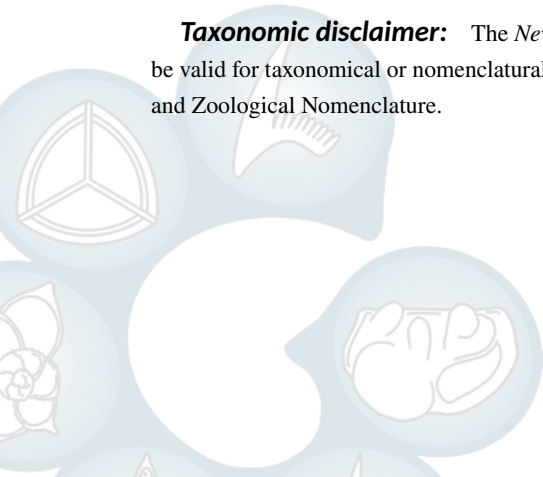 Taxonomic disclaimer: The
be valid for taxonomical or nomenclatural
and Zoological Nomenclature.